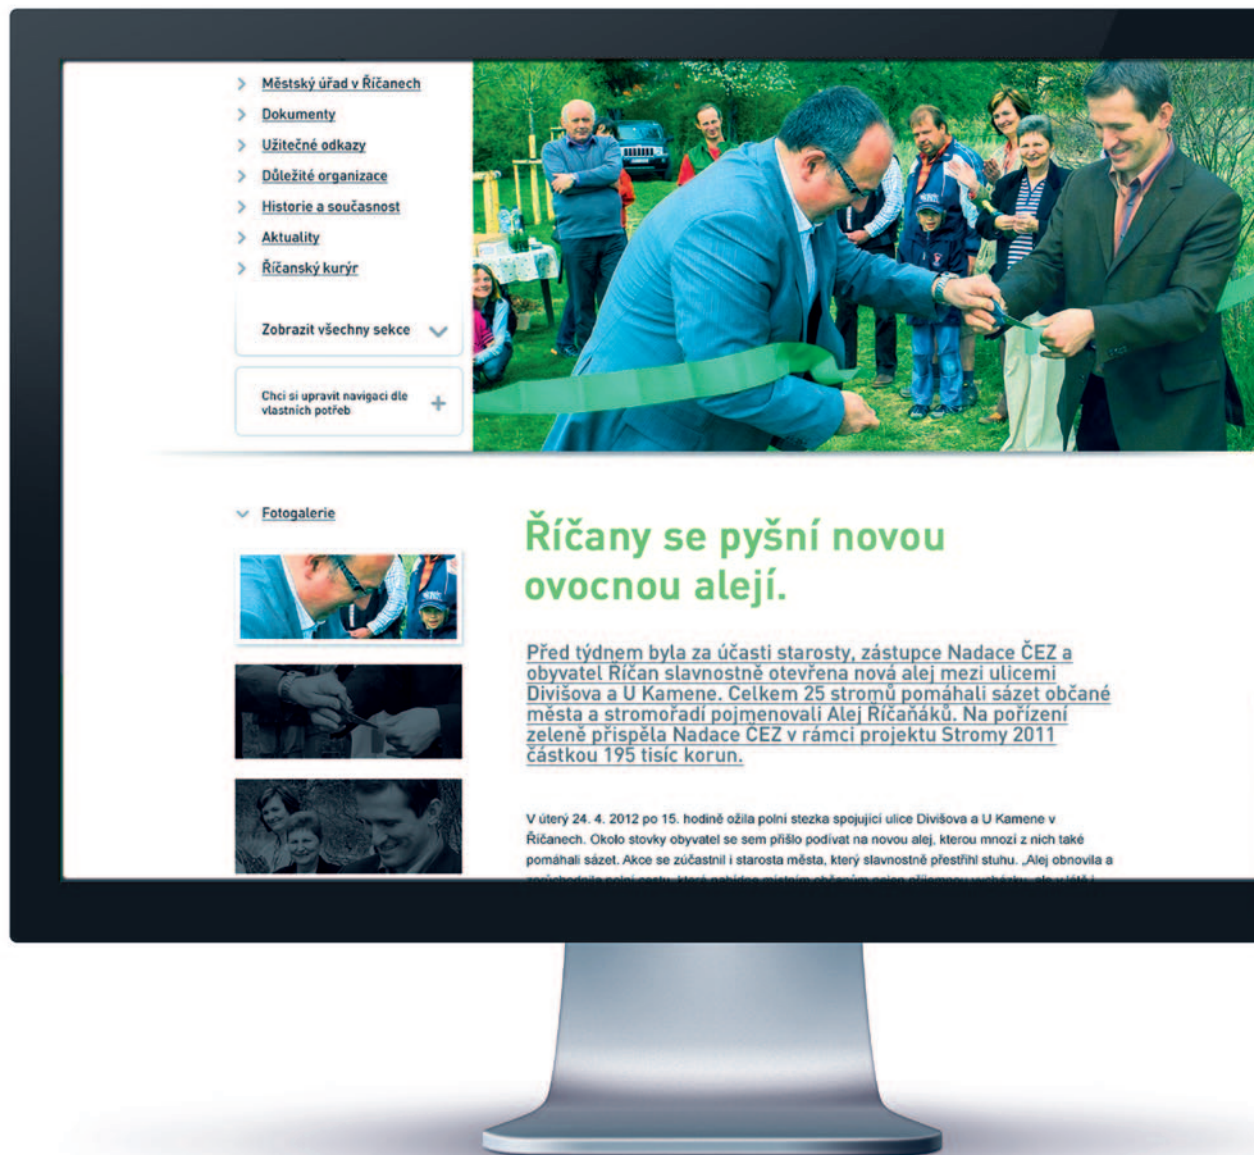 Městský úřad v Říčanech
Dokumenty
Užitečné odkazy
Důležité organizace
Historie a současnost
Aktuality
Říčanský kurýr
Zobrazit všechny sekce
Chci si upravit navigaci dle
vlastních potřeb
Fotogalerie
Říčany se pyšní novou
ovocnou alejí.
Před týdnem byla za účasti starosty, zástupce Nadace ČEZ a
obyvatel Říčan slavnostně otevřena nová alej mezi ulicemi
Divišova a U Kamene. Celkem 25 stromů pomáhali sázet občané
města a stromořadí pojmenovali Alej Říčaňáků. Na pořízení
zeleně přispěla Nadace ČEZ v rámci projektu Stromy 2011
částkou 195 tisíc korun.
V úterý 24. 4. 2012 po 15. hodině ožila polní stezka spojující ulice Divišova a U Kamene v
Říčanech. Okolo stovky obyvatel se sem přišlo podívat na novou alej, kterou mnozí z nich také
pomáhali sázet. Akce se zúčastnil i starosta města, který slavnostně přestřihl stuhu. „Alej obnovila a